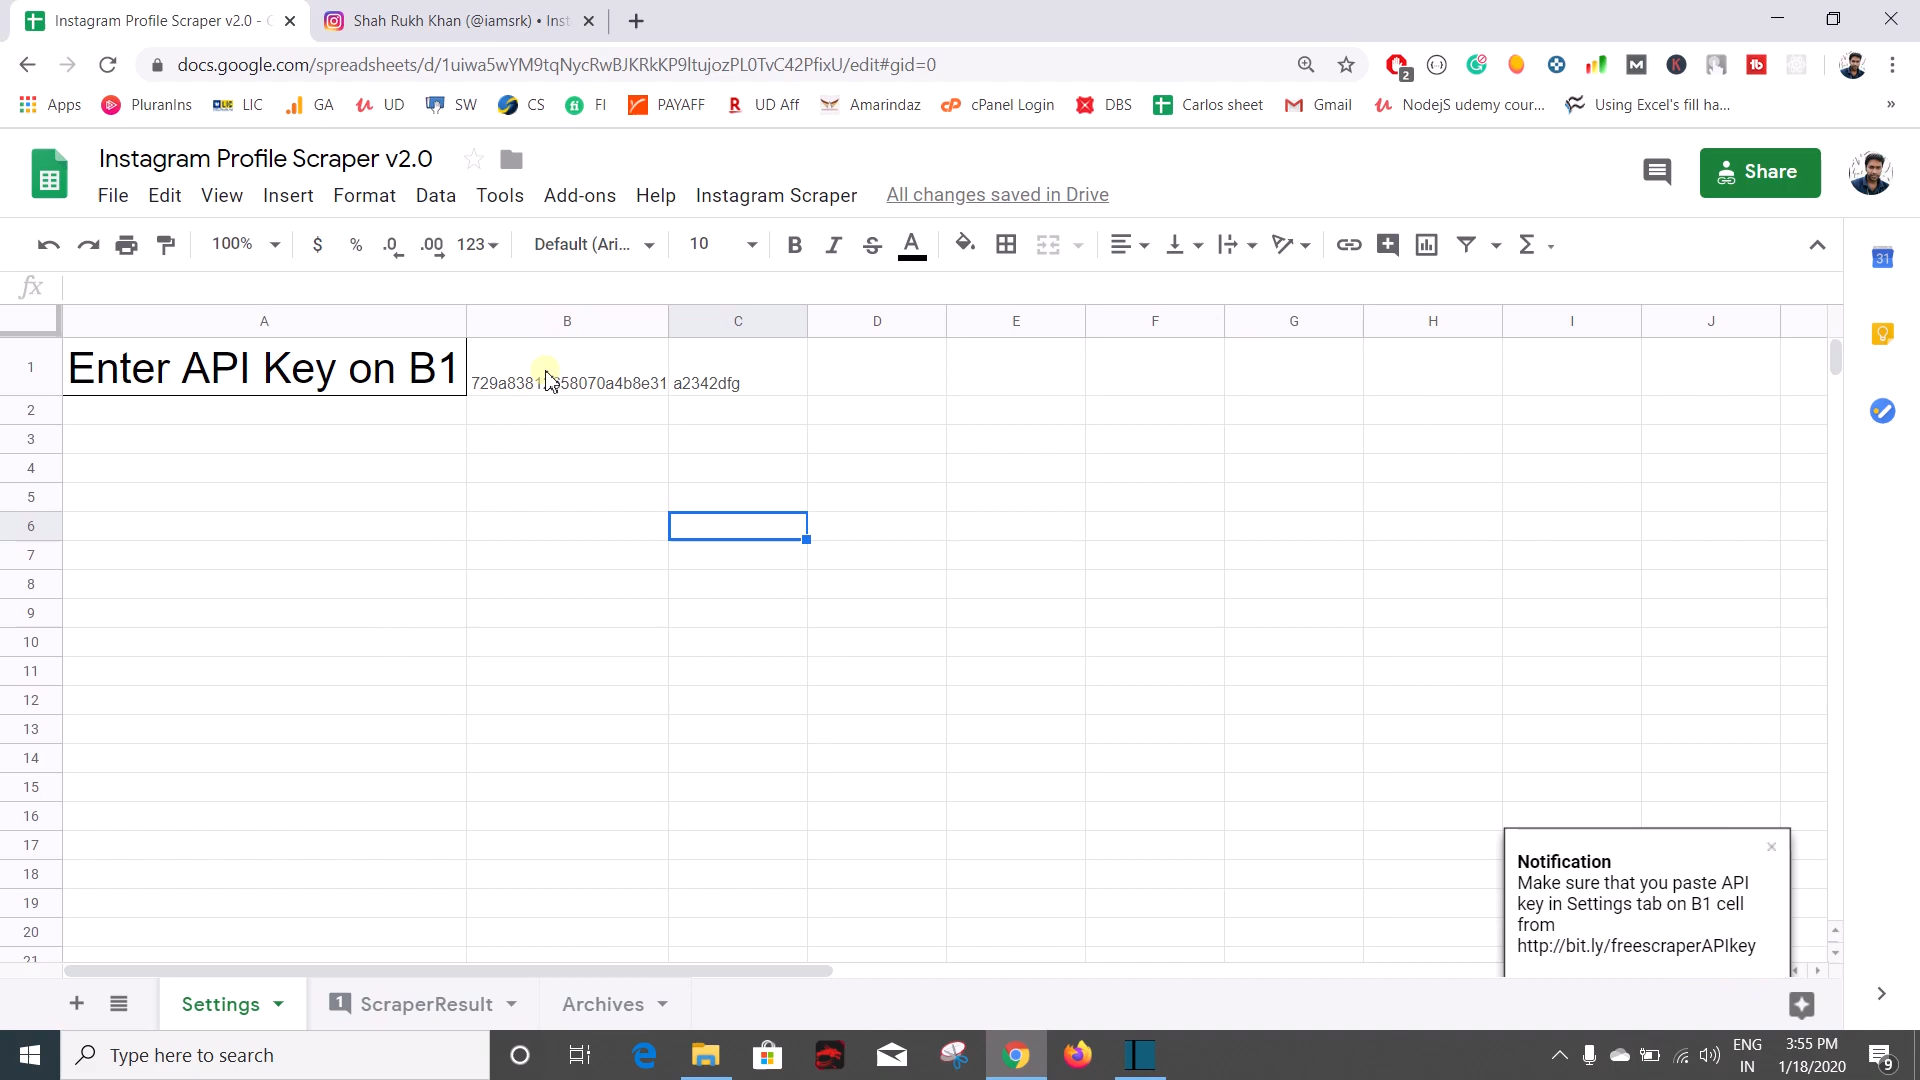 Instagram Profile Scraper v2.0 -
Shah Rukh Khan (@iamsrk) • Inst
docs.google.com/spreadsheets/d/1uiwa5wYM9tqNycRwBJKRkKP9ltujozPL0TvC42PfixU/edit#gid=0
2
1b
Apps
PluranIns
LIC
GA
UD
SW
CS
FI
PAYAFF
UD Aff
Amarindaz
cPanel Login
DBS
Carlos sheet
Gmail
NodejS udemy cour...
Using Excel's fill ha...
»
Instagram Profile Scraper v2.0
Share
File Edit View Insert Format Data Tools Add-ons Help Instagram Scraper All changes saved in Drive
100% $ % .0 .00 123 Default (Ari... 10 B I S A Σ
31
fx
A B C D E F G H I J
1 Enter API Key on B1 a2342dfg
2
3
4
5
6
7
8
9
10
11
12
13
14
15
16
17
18
19
20
21
Notification
Make sure that you paste API
key in Settings tab on B1 cell
from
http://bit.ly/freescraperAPIkey
Settings
1 ScraperResult
Archives
Type here to search
ENG
IN
3:55 PM
1/18/2020
9